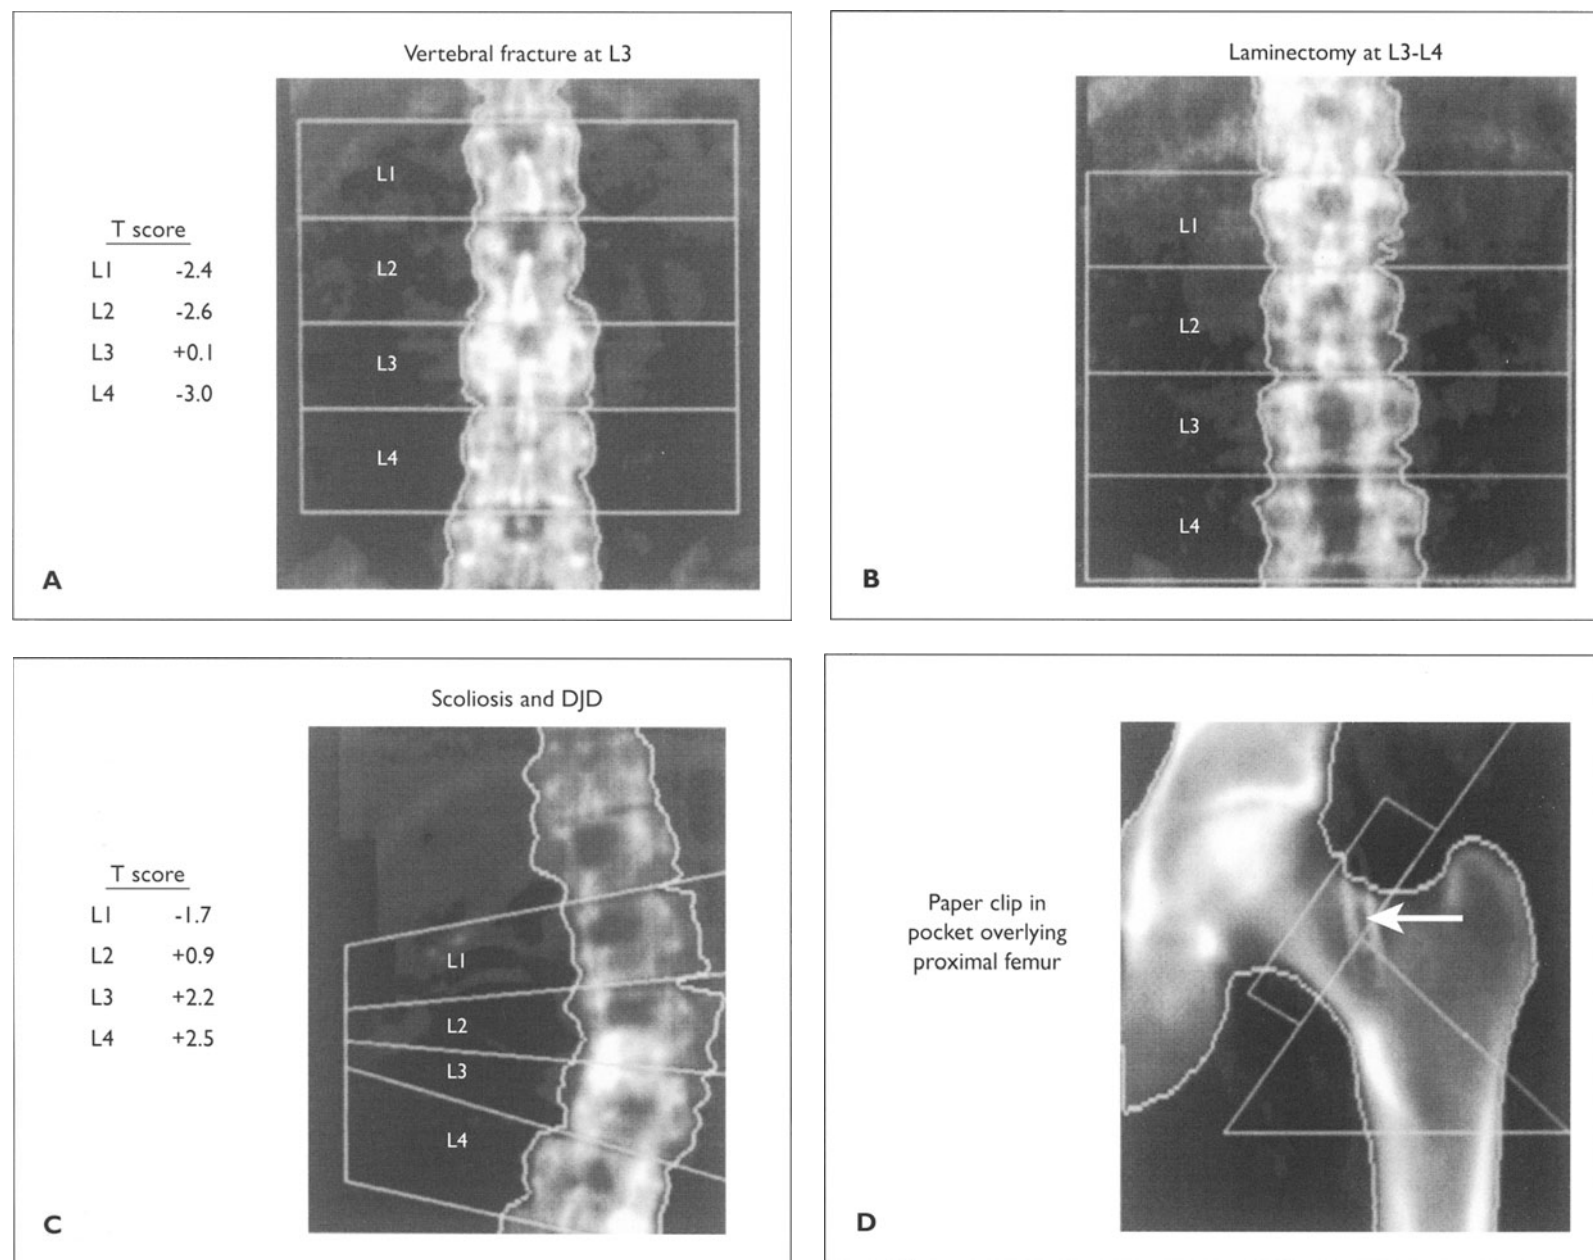 Vertebral fracture at L3
T score
L1 -2.4
L2 -2.6
L3 +0.1
L4 -3.0
L1
L2
L3
L4
A
Laminectomy at L3-L4
L1
L2
L3
L4
B
Scoliosis and DJD
T score
L1 -1.7
L2 +0.9
L3 +2.2
L4 +2.5
L1
L2
L3
L4
C
Paper clip in
pocket overlying
proximal femur
D